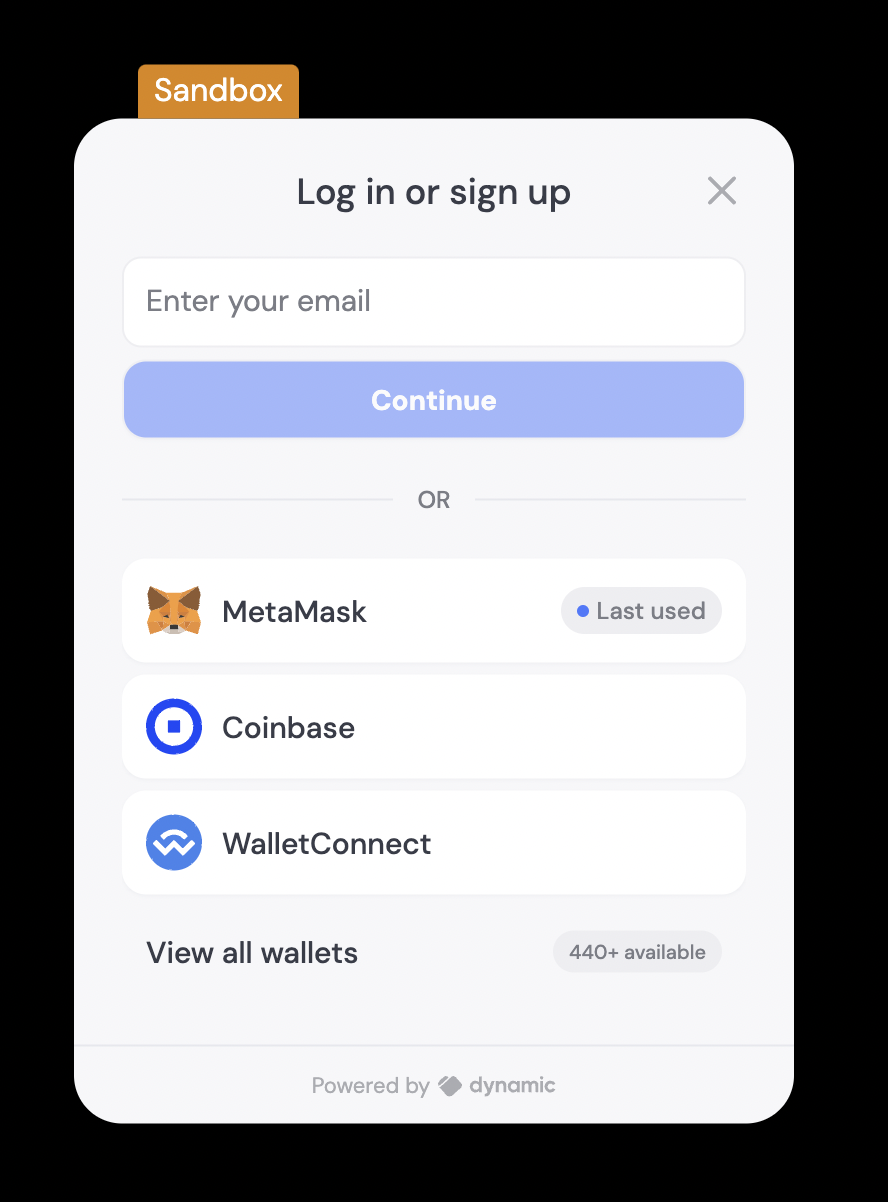 Sandbox
Log in or sign up
Enter your email
Continue
OR
MetaMask Last used
Coinbase
WalletConnect
View all wallets 440+ available
Powered by dynamic